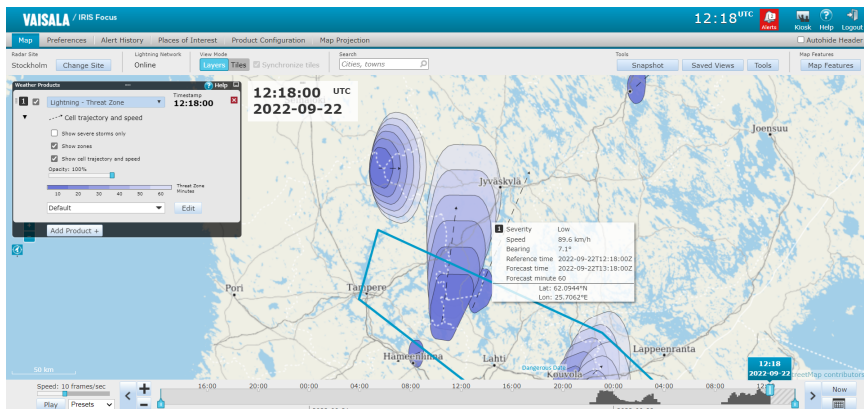 VAISALA / IRIS Focus
12:18 UTC
Alerts
Kiosk
Help
Logout
Map
Preferences
Alert History
Places of Interest
Product Configuration
Map Projection
Autohide Header
Radar Site
Stockholm
Change Site
Lightning Network
Online
View Mode
Layers
Tiles
Synchronize tiles
Search
Cities, towns
Tools
Snapshot
Saved Views
Tools
Map Features
Map Features
Weather Products
Help
1
Lightning - Threat Zone
Timestamp
12:18:00
Cell trajectory and speed
Show severe storms only
Show zones
Show cell trajectory and speed
Opacity: 100%
10 20 30 40 50 60
Threat Zone
Minutes
Default
Edit
Add Product +
12:18:00 UTC
2022-09-22
Joensuu
Jyväskylä
1 Severity Low
Speed 89.6 km/h
Bearing 7.1°
Reference time 2022-09-22T12:18:00Z
Forecast time 2022-09-22T13:18:00Z
Forecast minute 60
Lat: 62.0944°N
Lon: 25.7062°E
Pori
Tampere
Hämeenlinna
Lahti
Lappeenranta
Kouvola
Dangerous Data
50 km
12:18
2022-09-22
streetMap contributors
Speed: 10 frames/sec
Play
Presets
16:00 20:00 00:00 04:00 08:00 12:00 16:00 20:00 00:00 04:00 08:00
Now